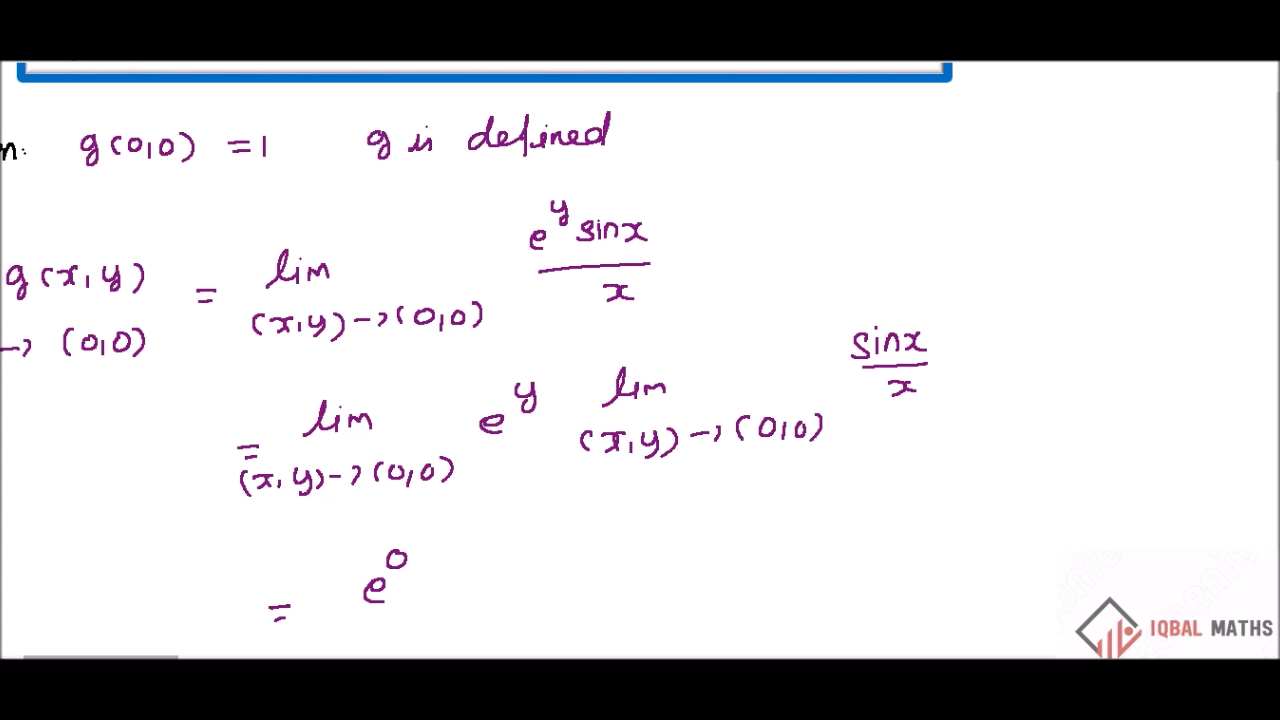 n: g(0,0) = 1 g is defined
g(x,y) = lim e^y sinx / x
→ (0,0) (x,y)→(0,0)
= lim e^y lim sinx / x
(x,y)→(0,0) (x,y)→(0,0)
= e^0
IQBAL MATHS